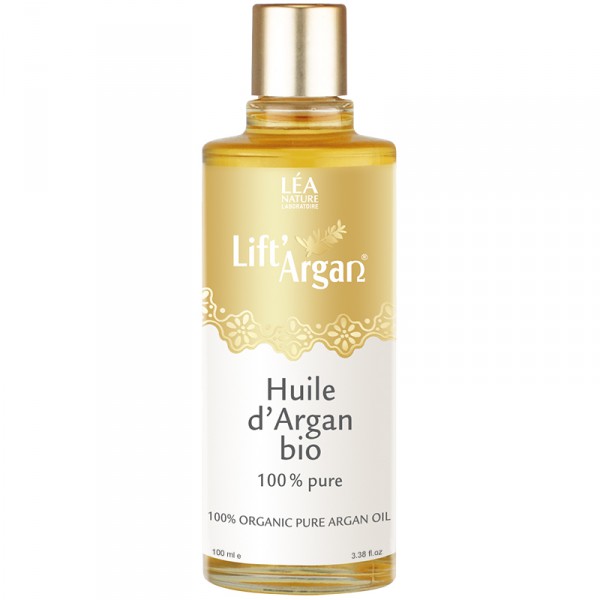 LÉA
NATURE
LABORATOIRE
Lift'Argan®
Huile
d'Argan
bio
100% pure
100% ORGANIC PURE ARGAN OIL
100 ml e 3.38 fl.oz